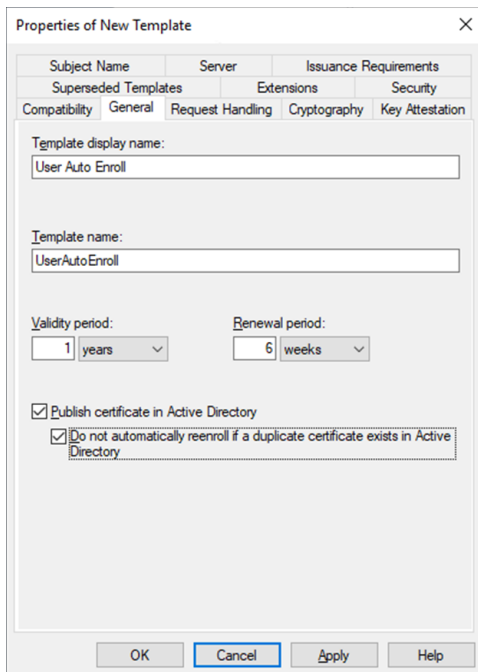 Properties of New Template
Subject Name Server Issuance Requirements
Superseded Templates Extensions Security
Compatibility General Request Handling Cryptography Key Attestation
Template display name:
User Auto Enroll
Template name:
UserAutoEnroll
Validity period: Renewal period:
1 years 6 weeks
Publish certificate in Active Directory
Do not automatically reenroll if a duplicate certificate exists in Active
Directory
OK Cancel Apply Help